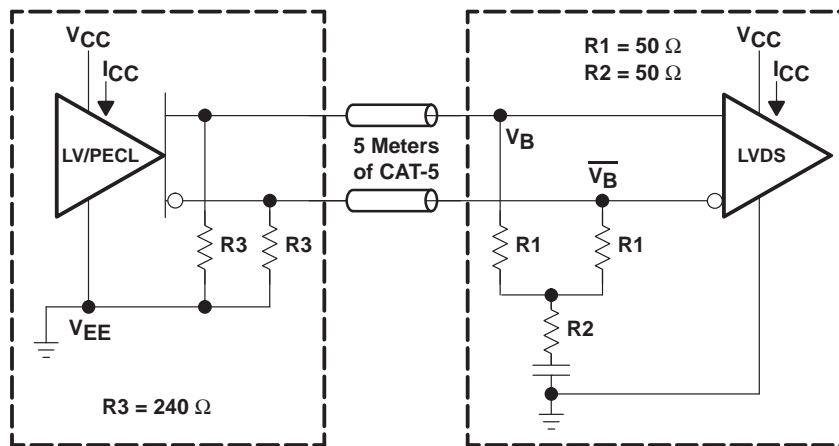 VCC
ICC
LV/PECL
R3
R3
VEE
R3 = 240 Ω
5 Meters
of CAT-5
R1 = 50 Ω
R2 = 50 Ω
VCC
ICC
VB
V̅B̅
LVDS
R1
R1
R2